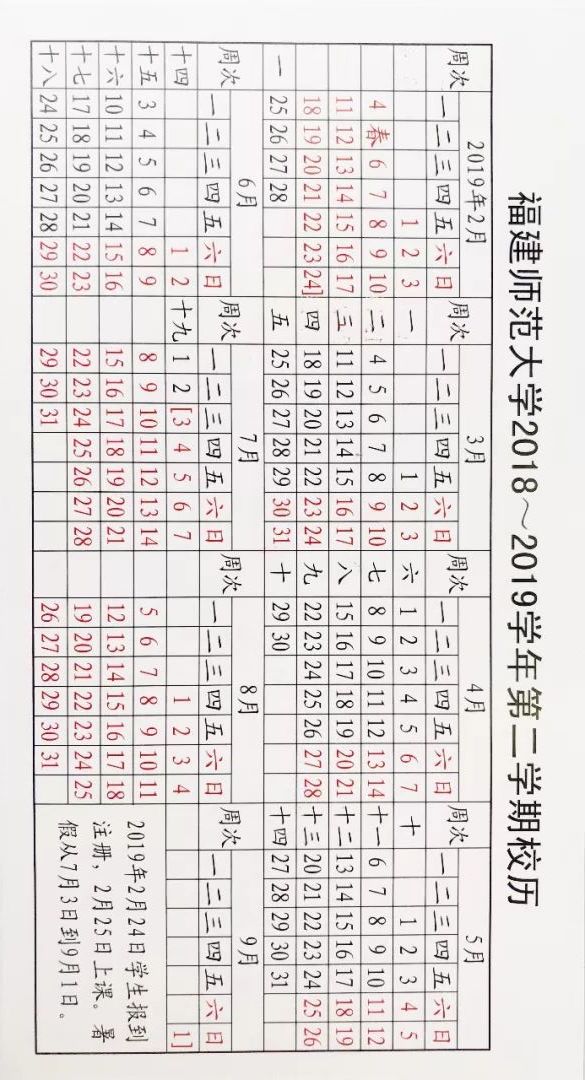 福建师范大学2018～2019学年第二学期校历
周次 2019年2月 周次 3月 周次 4月 周次 5月
一 二 三 四 五 六 日 一 二 三 四 五 六 日 一 二 三 四 五 六 日 一 二 三 四 五 六 日
1 2 3 一 1 2 3 六 1 2 3 4 5 6 7 十 1 2 3 4 5
4 春 6 7 8 9 10 二 4 5 6 7 8 9 10 七 8 9 10 11 12 13 14 十一 6 7 8 9 10 11 12
11 12 13 14 15 16 17 三 11 12 13 14 15 16 17 八 15 16 17 18 19 20 21 十二 13 14 15 16 17 18 19
18 19 20 21 22 23 24] 四 18 19 20 21 22 23 24 九 22 23 24 25 26 27 28 十三 20 21 22 23 24 25 26
一 25 26 27 28 五 25 26 27 28 29 30 31 十 29 30 十四 27 28 29 30 31
周次 6月 周次 7月 周次 8月 周次 9月
一 二 三 四 五 六 日 一 二 三 四 五 六 日 一 二 三 四 五 六 日 一 二 三 四 五 六 日
十四 1 2 十九 1 2 [3 4 5 6 7 1 2 3 4 1]
十五 3 4 5 6 7 8 9 8 9 10 11 12 13 14 5 6 7 8 9 10 11
十六 10 11 12 13 14 15 16 15 16 17 18 19 20 21 12 13 14 15 16 17 18
十七 17 18 19 20 21 22 23 22 23 24 25 26 27 28 19 20 21 22 23 24 25
十八 24 25 26 27 28 29 30 29 30 31 26 27 28 29 30 31
2019年2月24日学生报到
注册，2月25日上课。暑
假从7月3日到9月1日。